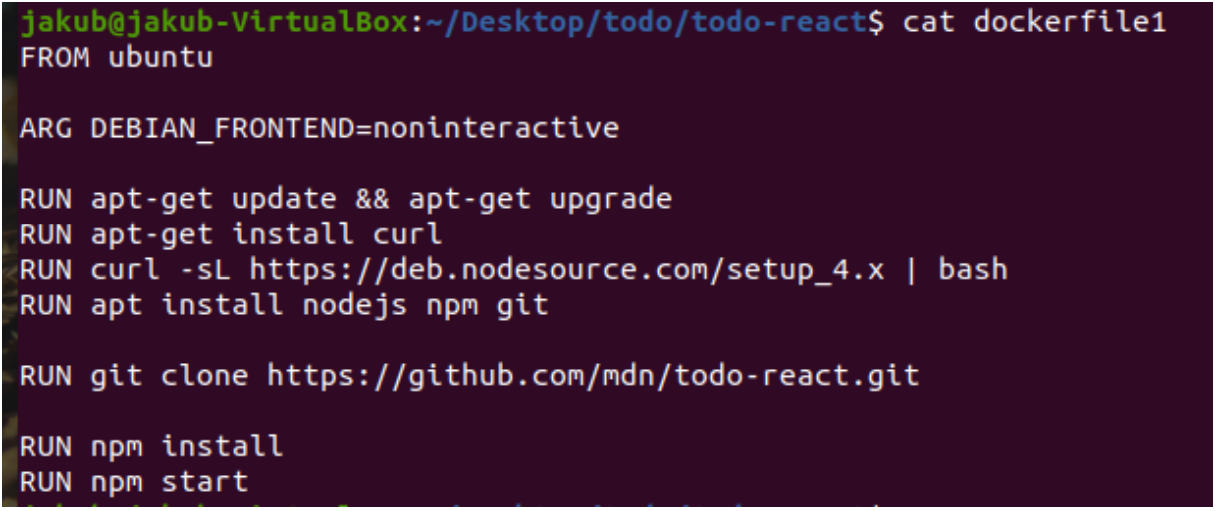 jakub@jakub-VirtualBox:~/Desktop/todo/todo-react$ cat dockerfile1
FROM ubuntu
ARG DEBIAN_FRONTEND=noninteractive
RUN apt-get update && apt-get upgrade
RUN apt-get install curl
RUN curl -sL https://deb.nodesource.com/setup_4.x | bash
RUN apt install nodejs npm git
RUN git clone https://github.com/mdn/todo-react.git
RUN npm install
RUN npm start